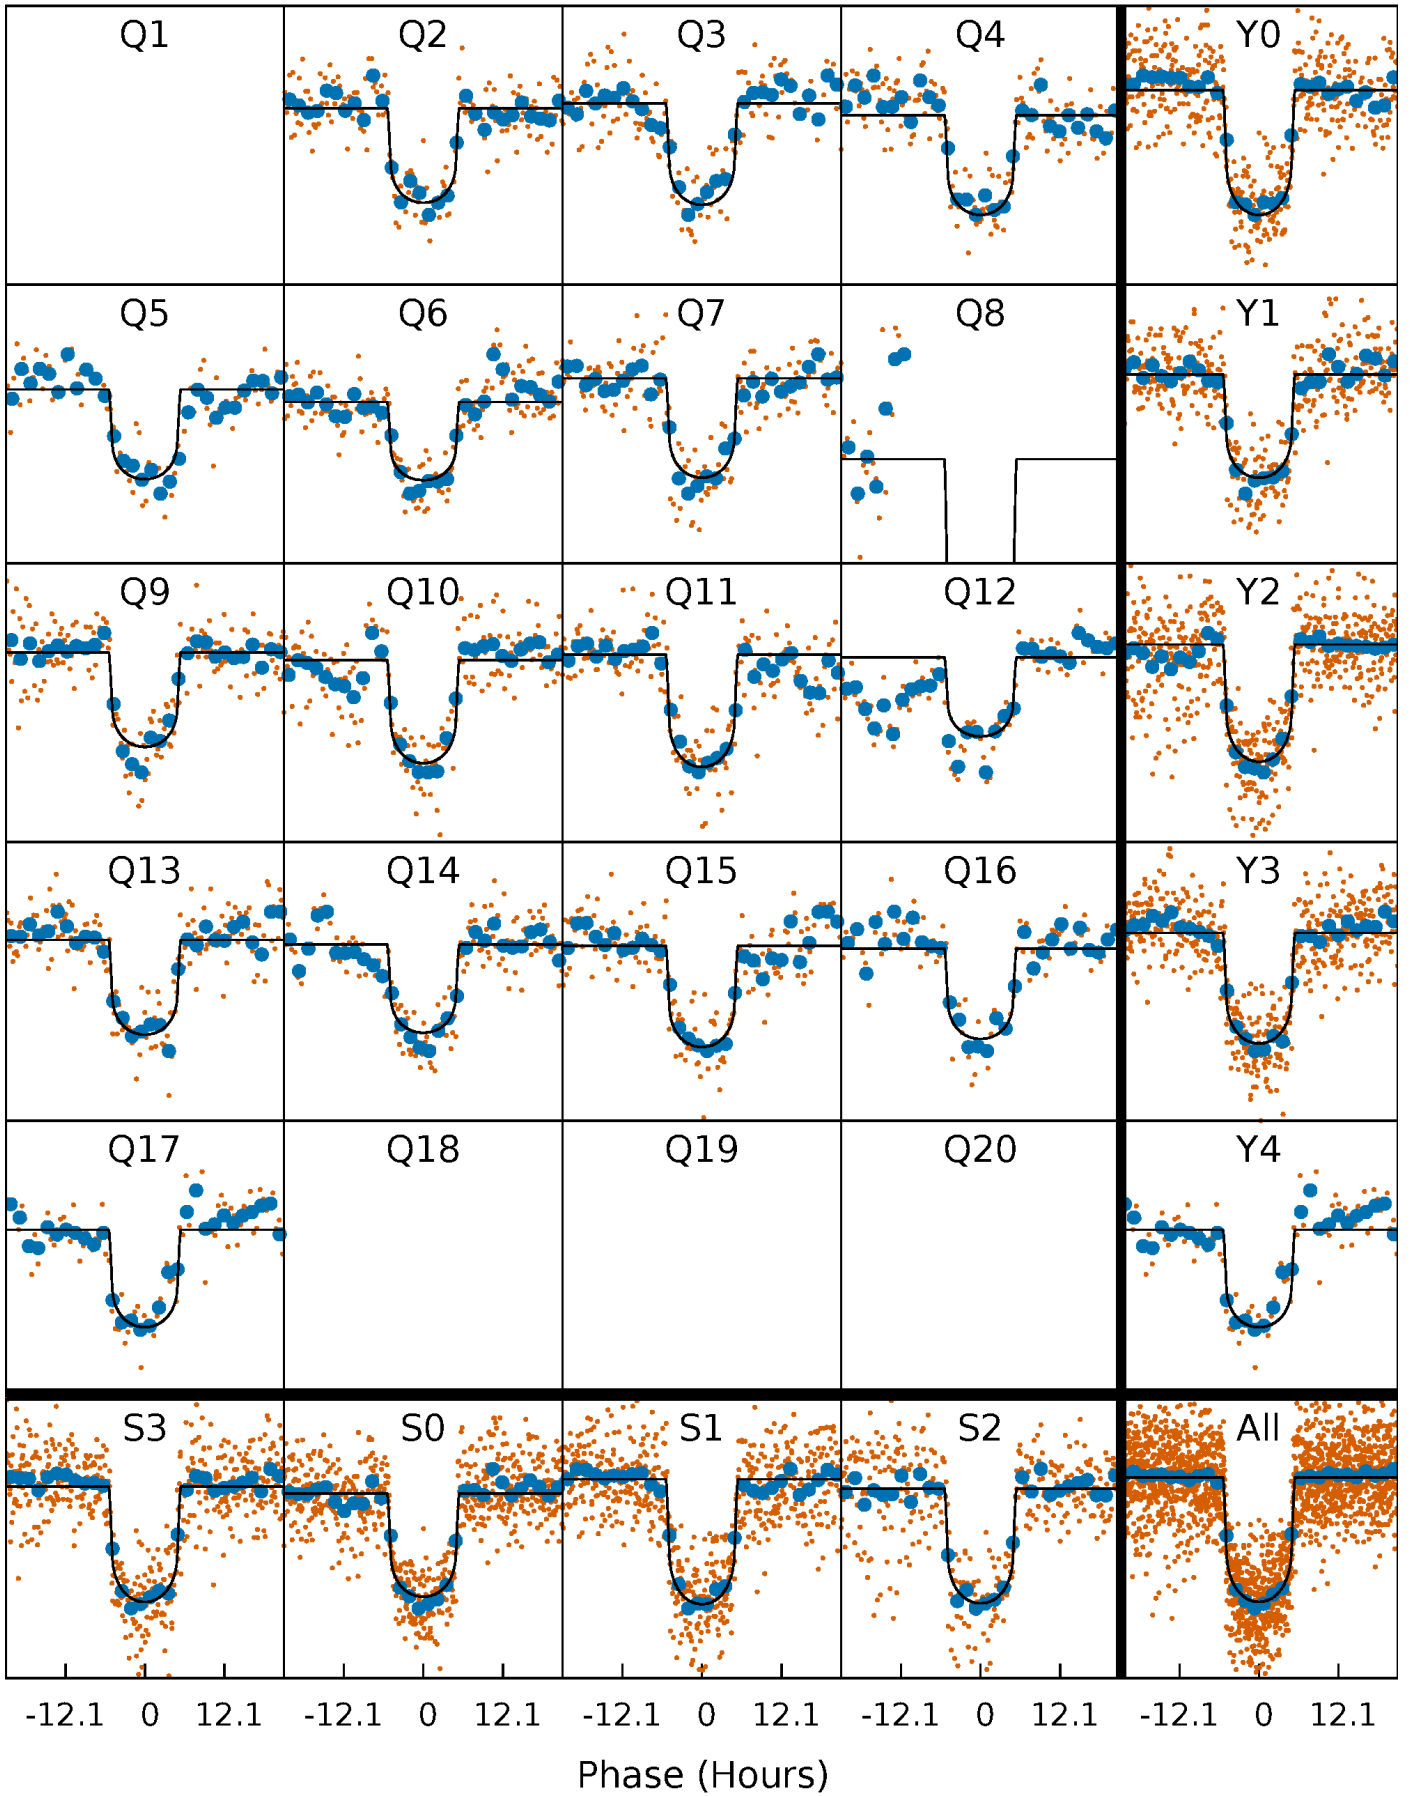 Q1 Q2 Q3 Q4 Y0
Q5 Q6 Q7 Q8 Y1
Q9 Q10 Q11 Q12 Y2
Q13 Q14 Q15 Q16 Y3
Q17 Q18 Q19 Q20 Y4
S3 S0 S1 S2 All
-12.1 0 12.1 -12.1 0 12.1 -12.1 0 12.1 -12.1 0 12.1 -12.1 0 12.1
Phase (Hours)